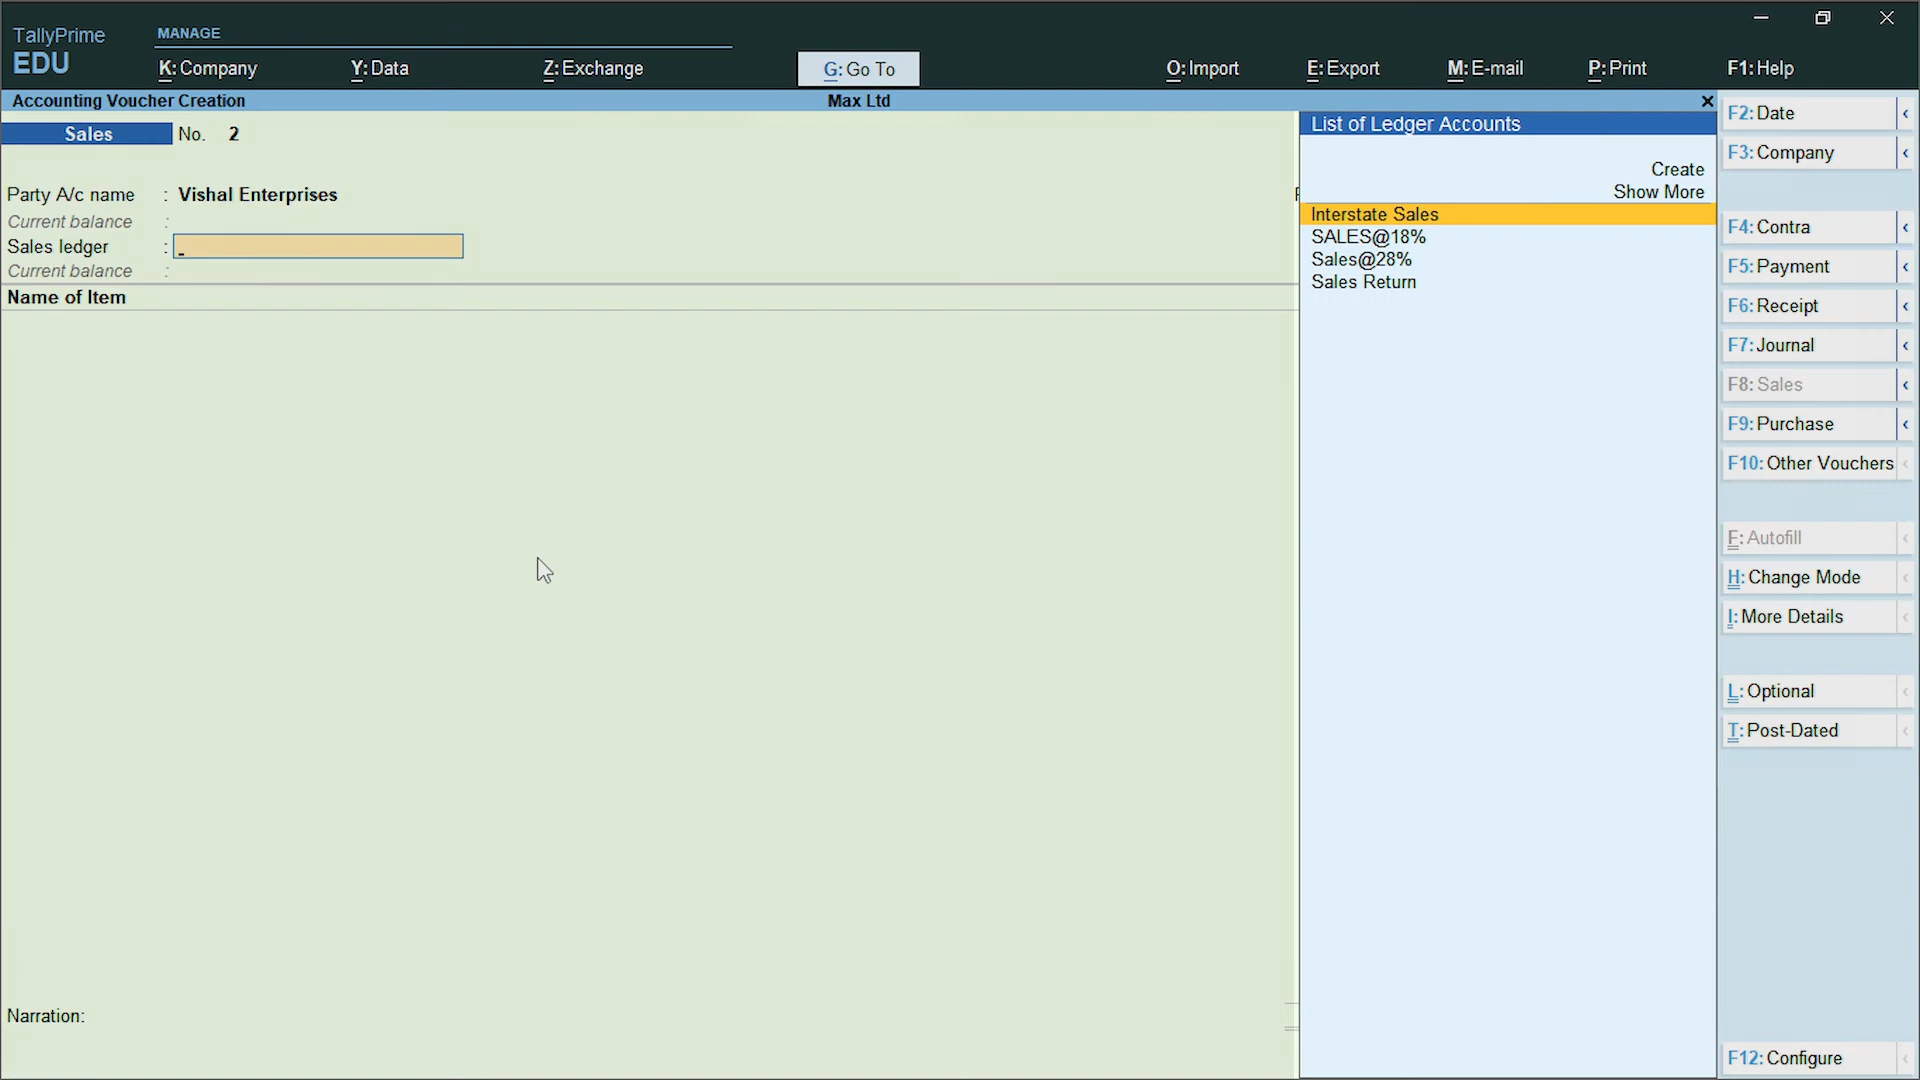 TallyPrime
EDU
MANAGE
K: Company
Y: Data
Z: Exchange
G: Go To
O: Import
E: Export
M: E-mail
P: Print
F1: Help
Accounting Voucher Creation
Max Ltd
Sales No. 2
Party A/c name : Vishal Enterprises
Current balance :
Sales ledger :
Current balance :
Name of Item
Narration:
List of Ledger Accounts
Create
Show More
Interstate Sales
SALES@18%
Sales@28%
Sales Return
F2: Date
F3: Company
F4: Contra
F5: Payment
F6: Receipt
F7: Journal
F8: Sales
F9: Purchase
F10: Other Vouchers
F: Autofill
H: Change Mode
I: More Details
L: Optional
T: Post-Dated
F12: Configure